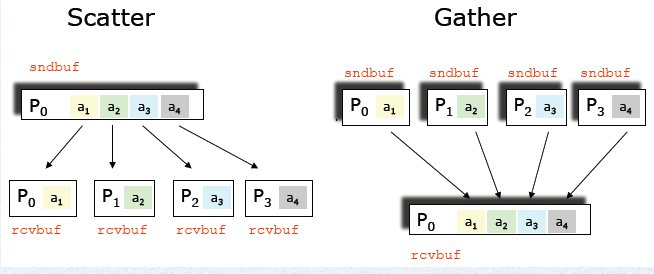 Scatter
sndbuf
P0 a1 a2 a3 a4
P0 a1 P1 a2 P2 a3 P3 a4
rcvbuf rcvbuf rcvbuf rcvbuf
Gather
sndbuf sndbuf sndbuf sndbuf
P0 a1 P1 a2 P2 a3 P3 a4
P0 a1 a2 a3 a4
rcvbuf